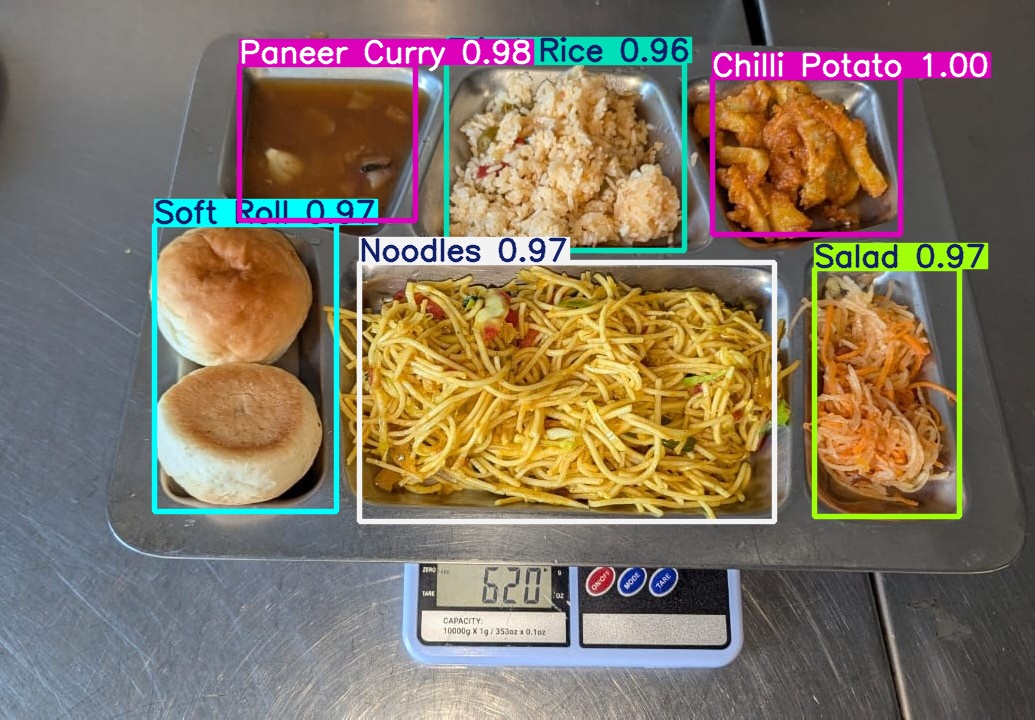 Paneer Curry 0.98
Rice 0.96
Chilli Potato 1.00
Soft Roll 0.97
Noodles 0.97
Salad 0.97
ZERO
TARE
620
g
OZ
ON/OFF
MODE
TARE
CAPACITY:
10000g X 1g / 353oz x 0.1oz